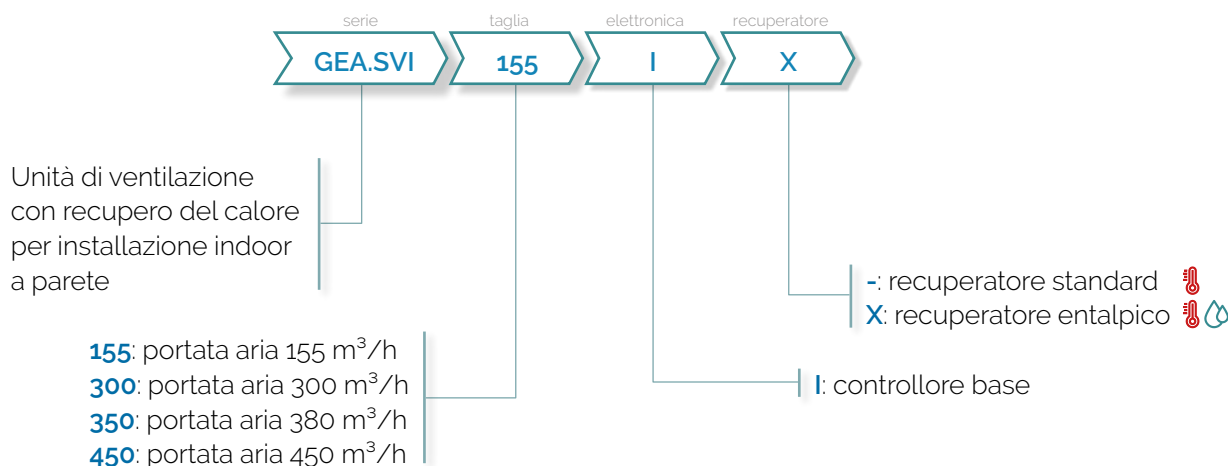 serie taglia elettronica recuperatore
GEA.SVI 155 I X
Unità di ventilazione
con recupero del calore
per installazione indoor
a parete
-: recuperatore standard
X: recuperatore entalpico
155: portata aria 155 m³/h
300: portata aria 300 m³/h
350: portata aria 380 m³/h
450: portata aria 450 m³/h
I: controllore base